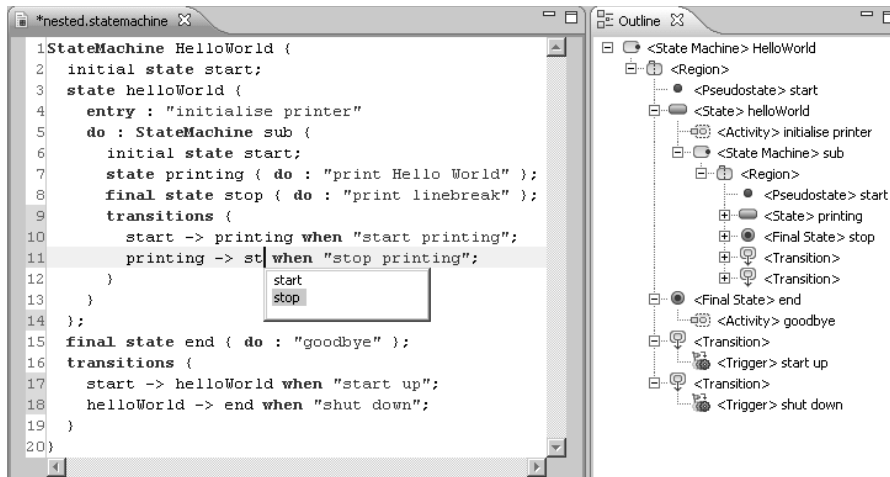 *nested.statemachine
1StateMachine HelloWorld {
2 initial state start;
3 state helloWorld {
4 entry : "initialise printer"
5 do : StateMachine sub {
6 initial state start;
7 state printing { do : "print Hello World" };
8 final state stop { do : "print linebreak" };
9 transitions {
10 start -> printing when "start printing";
11 printing -> st when "stop printing";
12 }
13 }
14 };
15 final state end { do : "goodbye" };
16 transitions {
17 start -> helloWorld when "start up";
18 helloWorld -> end when "shut down";
19 }
20}
start
stop
Outline
<State Machine> HelloWorld
<Region>
<Pseudostate> start
<State> helloWorld
<Activity> initialise printer
<State Machine> sub
<Region>
<Pseudostate> start
<State> printing
<Final State> stop
<Transition>
<Transition>
<Final State> end
<Activity> goodbye
<Transition>
<Trigger> start up
<Transition>
<Trigger> shut down